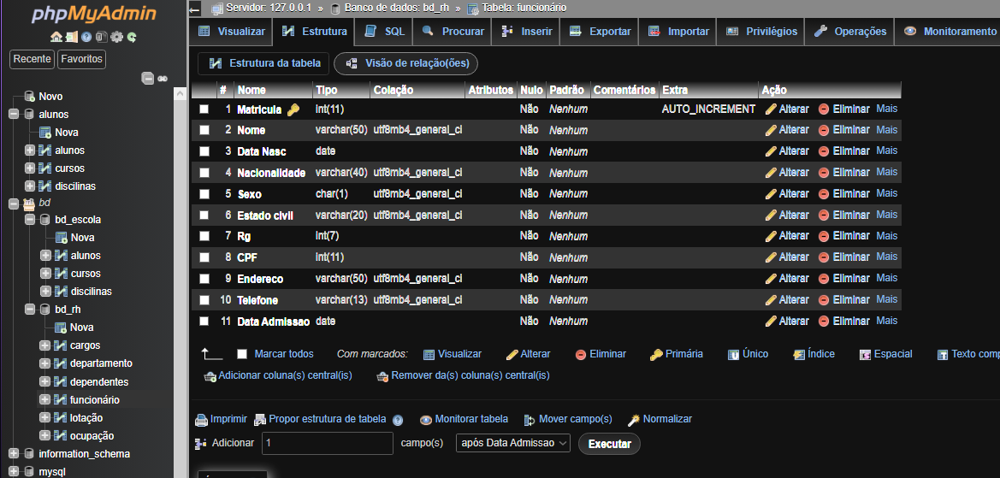 phpMyAdmin
Recente Favoritos
Novo
alunos
Nova
alunos
cursos
discilinas
bd
bd_escola
Nova
alunos
cursos
discilinas
bd_rh
Nova
cargos
departamento
dependentes
funcionário
lotação
ocupação
information_schema
mysql
Servidor: 127.0.0.1 » Banco de dados: bd_rh » Tabela: funcionário
Visualizar Estrutura SQL Procurar Inserir Exportar Importar Privilégios Operações Monitoramento
Estrutura da tabela Visão de relação(ões)
# Nome Tipo Colação Atributos Nulo Padrão Comentários Extra Ação
1 Matricula int(11) Não Nenhum AUTO_INCREMENT Alterar Eliminar Mais
2 Nome varchar(50) utf8mb4_general_ci Não Nenhum Alterar Eliminar Mais
3 Data Nasc date Não Nenhum Alterar Eliminar Mais
4 Nacionalidade varchar(40) utf8mb4_general_ci Não Nenhum Alterar Eliminar Mais
5 Sexo char(1) utf8mb4_general_ci Não Nenhum Alterar Eliminar Mais
6 Estado civil varchar(20) utf8mb4_general_ci Não Nenhum Alterar Eliminar Mais
7 Rg int(7) Não Nenhum Alterar Eliminar Mais
8 CPF int(11) Não Nenhum Alterar Eliminar Mais
9 Endereco varchar(50) utf8mb4_general_ci Não Nenhum Alterar Eliminar Mais
10 Telefone varchar(13) utf8mb4_general_ci Não Nenhum Alterar Eliminar Mais
11 Data Admissao date Não Nenhum Alterar Eliminar Mais
Marcar todos Com marcados: Visualizar Alterar Eliminar Primária Único Índice Espacial Texto comp
Adicionar coluna(s) central(is) Remover da(s) coluna(s) central(is)
Imprimir Propor estrutura de tabela Monitorar tabela Mover campo(s) Normalizar
Adicionar 1 campo(s) após Data Admissao Executar